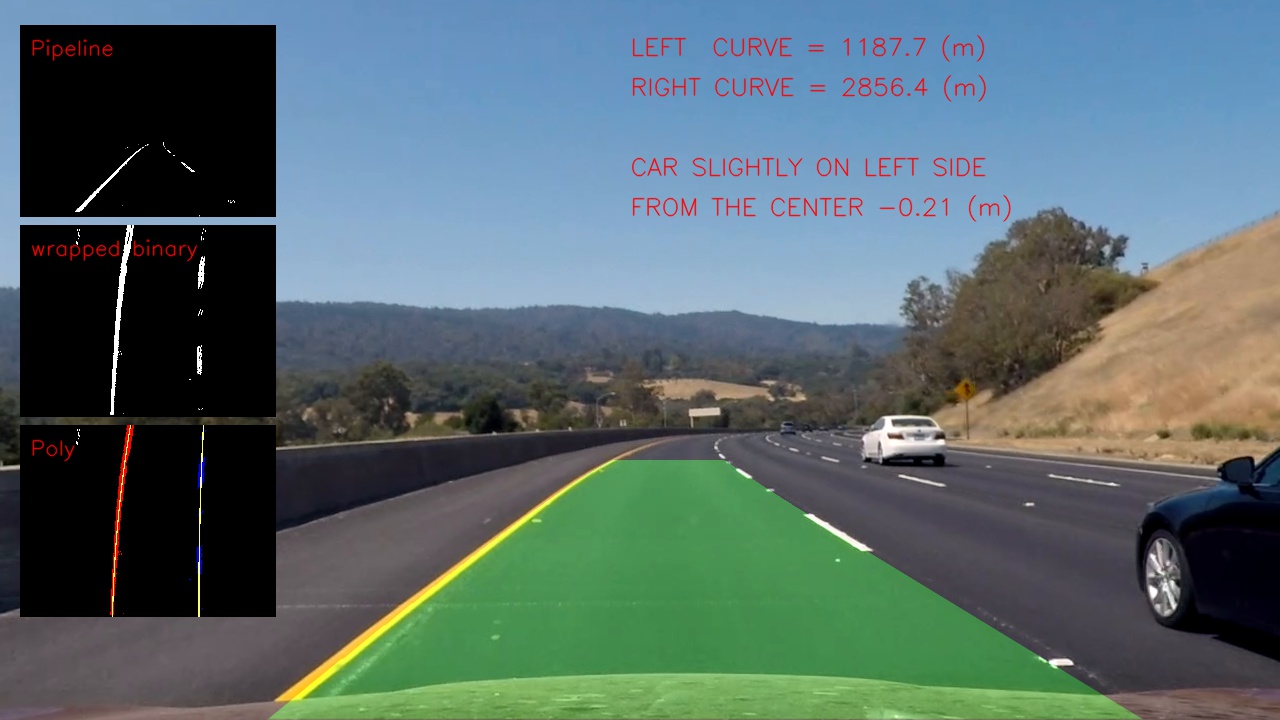 Pipeline
wrapped binary
Poly
LEFT CURVE = 1187.7 (m)
RIGHT CURVE = 2856.4 (m)
CAR SLIGHTLY ON LEFT SIDE
FROM THE CENTER -0.21 (m)